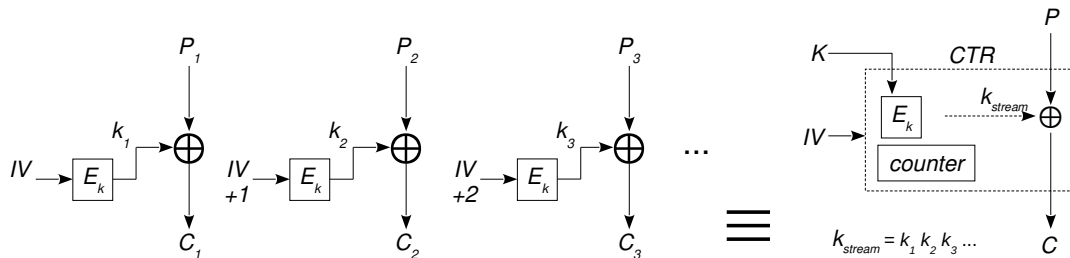 P1
k1
IV
Ek
C1
P2
k2
IV
+1
Ek
C2
P3
k3
IV
+2
Ek
C3
...
K
P
CTR
Ek
kstream
IV
counter
kstream = k1 k2 k3 ...
C